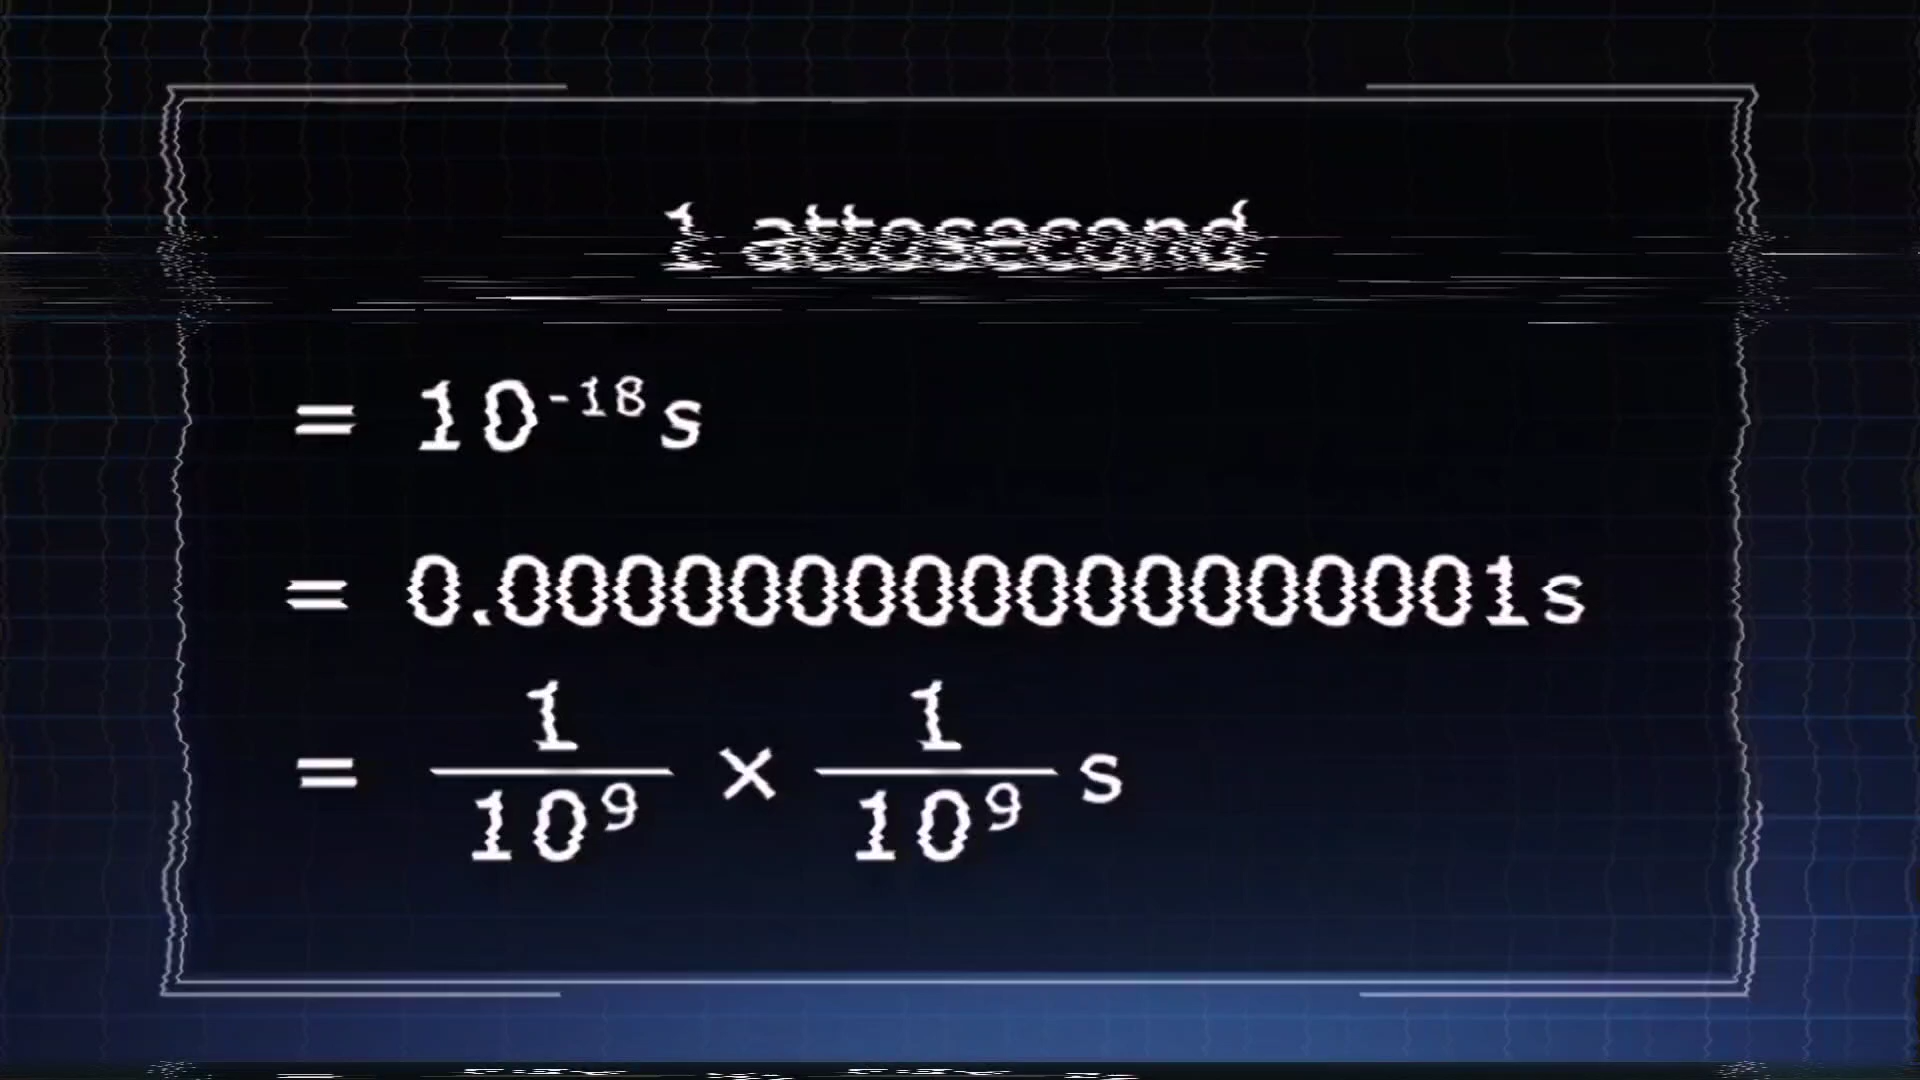 1 attosecond
= 10⁻¹⁸s
= 0.000000000000000001s
= 1/10⁹ × 1/10⁹ s